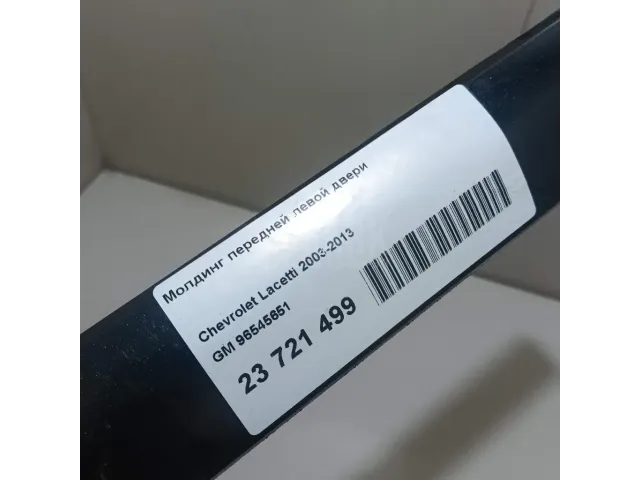 Молдинг передней левой двери
Chevrolet Lacetti 2003-2013
GM 96545651
23 721 499